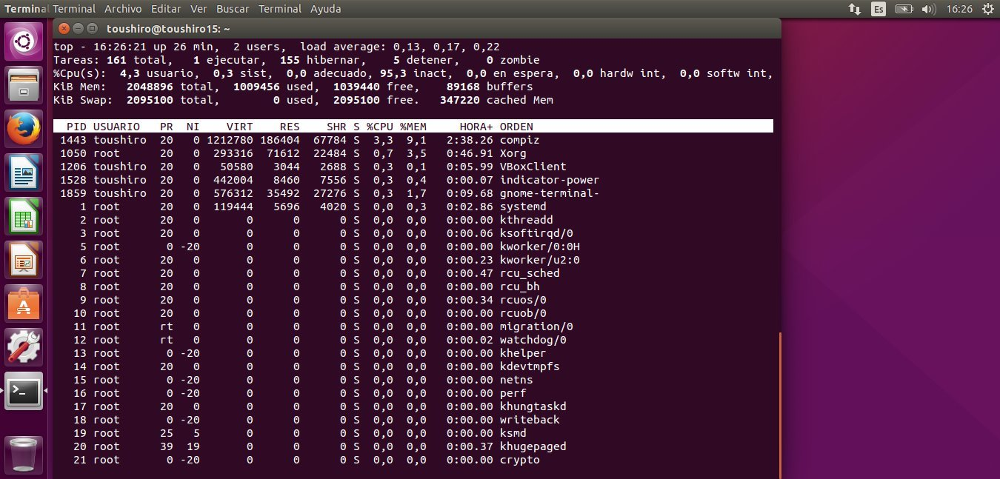 Terminal Terminal Archivo Editar Ver Buscar Terminal Ayuda Es 16:26
toushiro@toushiro15: ~
top - 16:26:21 up 26 min,  2 users,  load average: 0,13, 0,17, 0,22
Tareas: 161 total,   1 ejecutar, 155 hibernar,   5 detener,   0 zombie
%Cpu(s):  4,3 usuario,  0,3 sist,  0,0 adecuado, 95,3 inact,  0,0 en espera,  0,0 hardw int,  0,0 softw int,
KiB Mem:   2048896 total,  1009456 used,  1039440 free,    89168 buffers
KiB Swap:  2095100 total,        0 used,  2095100 free.   347220 cached Mem
PID USUARIO   PR  NI    VIRT    RES    SHR S %CPU %MEM     HORA+ ORDEN
1443 toushiro  20   0 1212780 186404  67784 S  3,3  9,1   2:38.26 compiz
1050 root      20   0  293316  71612  22484 S  0,7  3,5   0:46.91 Xorg
1206 toushiro  20   0   50580   3044   2688 S  0,3  0,1   0:05.99 VBoxClient
1528 toushiro  20   0  442004   8460   7556 S  0,3  0,4   0:00.07 indicator-power
1859 toushiro  20   0  576312  35492  27276 S  0,3  1,7   0:09.68 gnome-terminal-
1 root      20   0  119444   5696   4020 S  0,0  0,3   0:02.86 systemd
2 root      20   0       0      0      0 S  0,0  0,0   0:00.00 kthreadd
3 root      20   0       0      0      0 S  0,0  0,0   0:00.06 ksoftirqd/0
5 root       0 -20       0      0      0 S  0,0  0,0   0:00.00 kworker/0:0H
6 root      20   0       0      0      0 S  0,0  0,0   0:00.23 kworker/u2:0
7 root      20   0       0      0      0 S  0,0  0,0   0:00.47 rcu_sched
8 root      20   0       0      0      0 S  0,0  0,0   0:00.00 rcu_bh
9 root      20   0       0      0      0 S  0,0  0,0   0:00.34 rcuos/0
10 root      20   0       0      0      0 S  0,0  0,0   0:00.00 rcuob/0
11 root      rt   0       0      0      0 S  0,0  0,0   0:00.00 migration/0
12 root      rt   0       0      0      0 S  0,0  0,0   0:00.02 watchdog/0
13 root       0 -20       0      0      0 S  0,0  0,0   0:00.00 khelper
14 root      20   0       0      0      0 S  0,0  0,0   0:00.00 kdevtmpfs
15 root       0 -20       0      0      0 S  0,0  0,0   0:00.00 netns
16 root       0 -20       0      0      0 S  0,0  0,0   0:00.00 perf
17 root      20   0       0      0      0 S  0,0  0,0   0:00.00 khungtaskd
18 root       0 -20       0      0      0 S  0,0  0,0   0:00.00 writeback
19 root      25   5       0      0      0 S  0,0  0,0   0:00.00 ksmd
20 root      39  19       0      0      0 S  0,0  0,0   0:00.37 khugepaged
21 root       0 -20       0      0      0 S  0,0  0,0   0:00.00 crypto